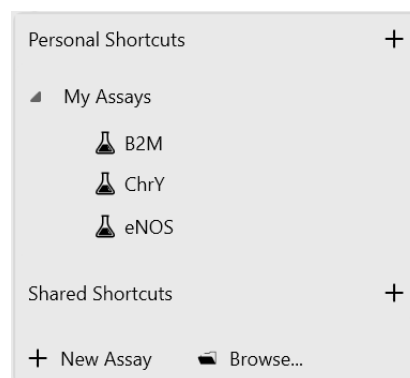 Personal Shortcuts +
My Assays
B2M
ChrY
eNOS
Shared Shortcuts +
+ New Assay Browse...